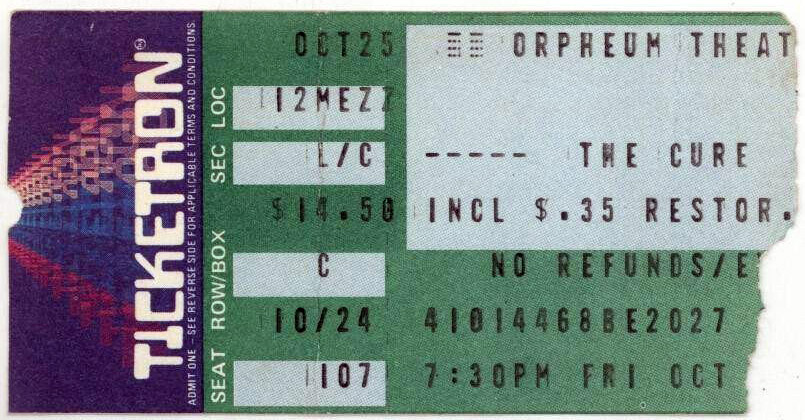 TICKETRON®
ADMIT ONE – SEE REVERSE SIDE FOR APPLICABLE TERMS AND CONDITIONS.
OCT25 ORPHEUM THEAT
LOC 12MEZZ
SEC L/C ----- THE CURE
$14.50 INCL $.35 RESTOR.
ROW/BOX C NO REFUNDS/E
10/24 41014468BE2027
SEAT 107 7:30PM FRI OCT